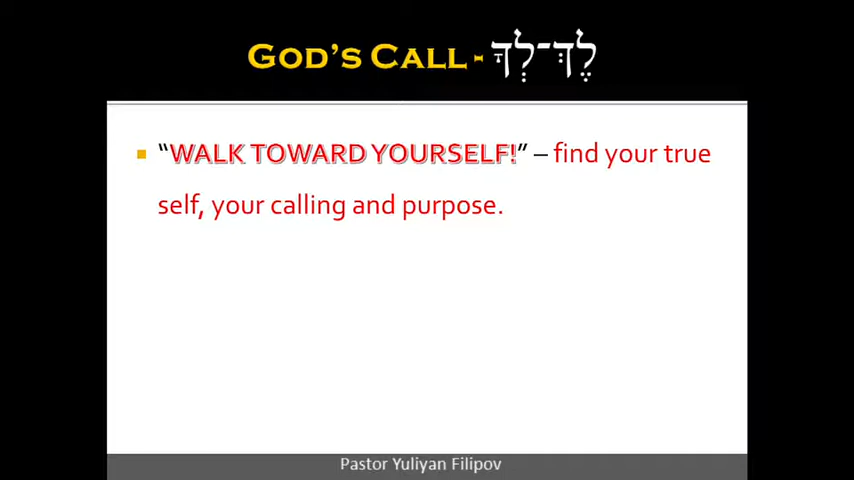 GOD'S CALL - לֶךְ־לְךָ
▪ “WALK TOWARD YOURSELF!” – find your true
self, your calling and purpose.
Pastor Yuliyan Filipov